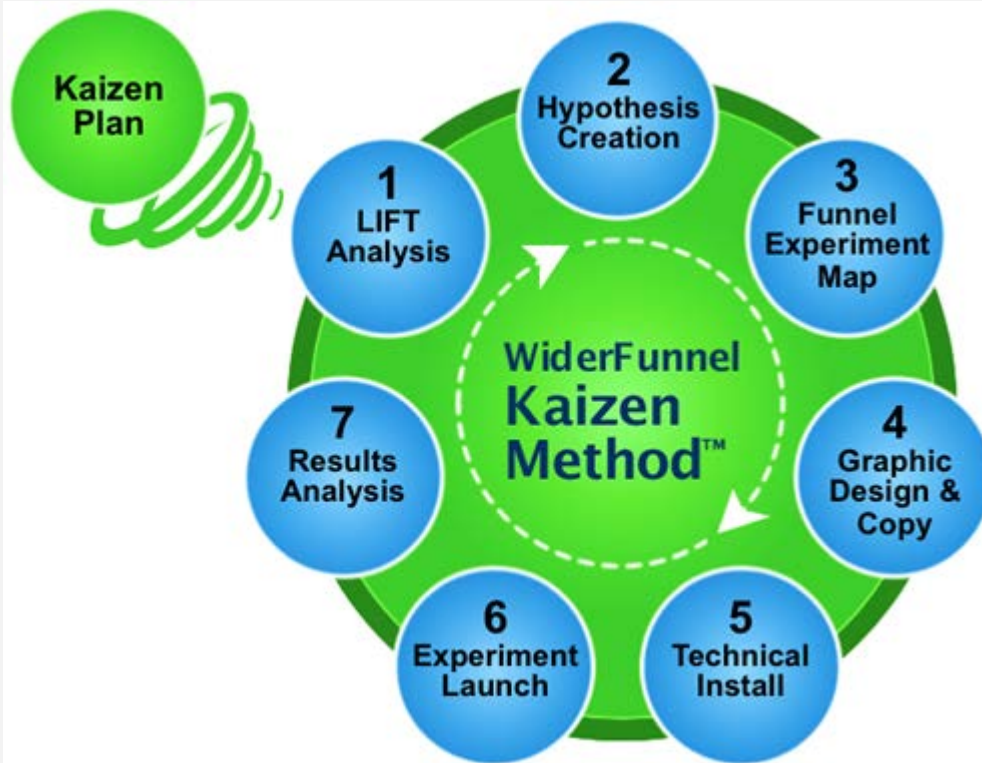 Kaizen
Plan
1
LIFT
Analysis
2
Hypothesis
Creation
3
Funnel
Experiment
Map
4
Graphic
Design &
Copy
5
Technical
Install
6
Experiment
Launch
7
Results
Analysis
WiderFunnel
Kaizen
Method™